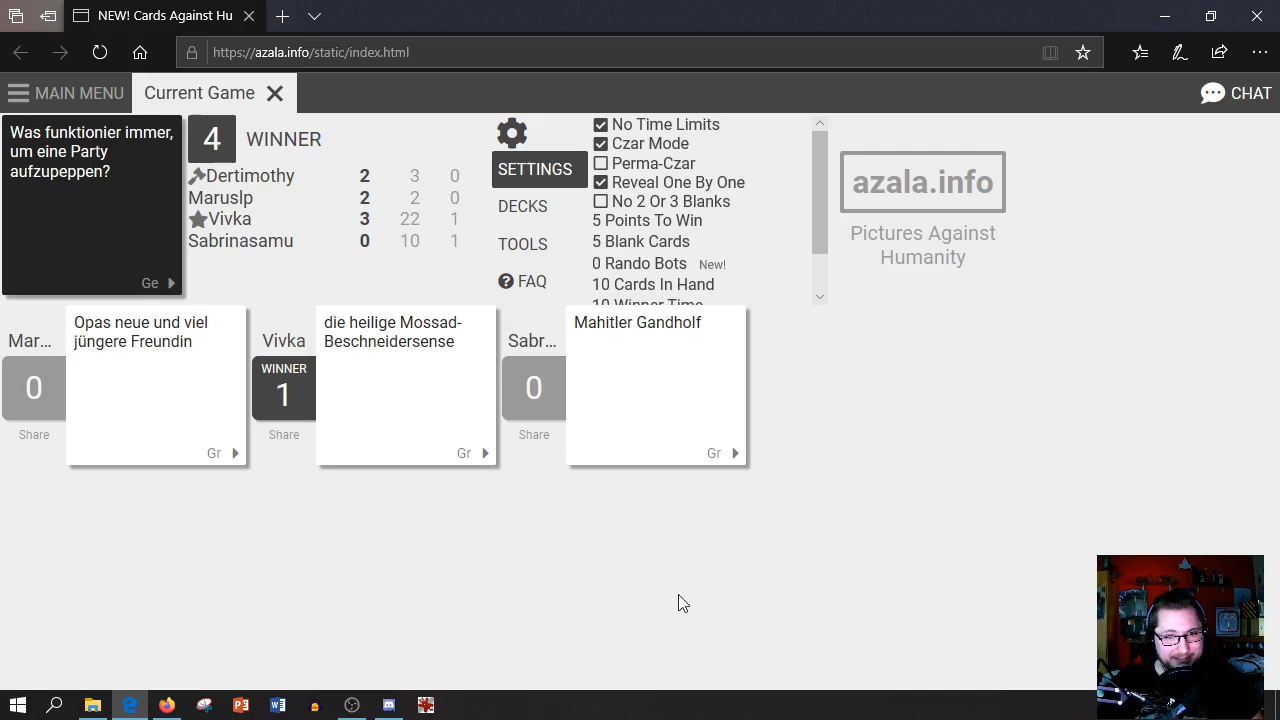 NEW! Cards Against Hu
https://azala.info/static/index.html
MAIN MENU
Current Game
CHAT
Was funktionier immer,
um eine Party
aufzupeppen?
Ge
4
WINNER
Dertimothy 2 3 0
Maruslp 2 2 0
Vivka 3 22 1
Sabrinasamu 0 10 1
SETTINGS
DECKS
TOOLS
FAQ
No Time Limits
Czar Mode
Perma-Czar
Reveal One By One
No 2 Or 3 Blanks
5 Points To Win
5 Blank Cards
0 Rando Bots New!
10 Cards In Hand
10 Winner Time
azala.info
Pictures Against
Humanity
Mar...
0
Share
Opas neue und viel
jüngere Freundin
Gr
Vivka
WINNER
1
Share
die heilige Mossad-
Beschneidersense
Gr
Sabr...
0
Share
Mahitler Gandholf
Gr